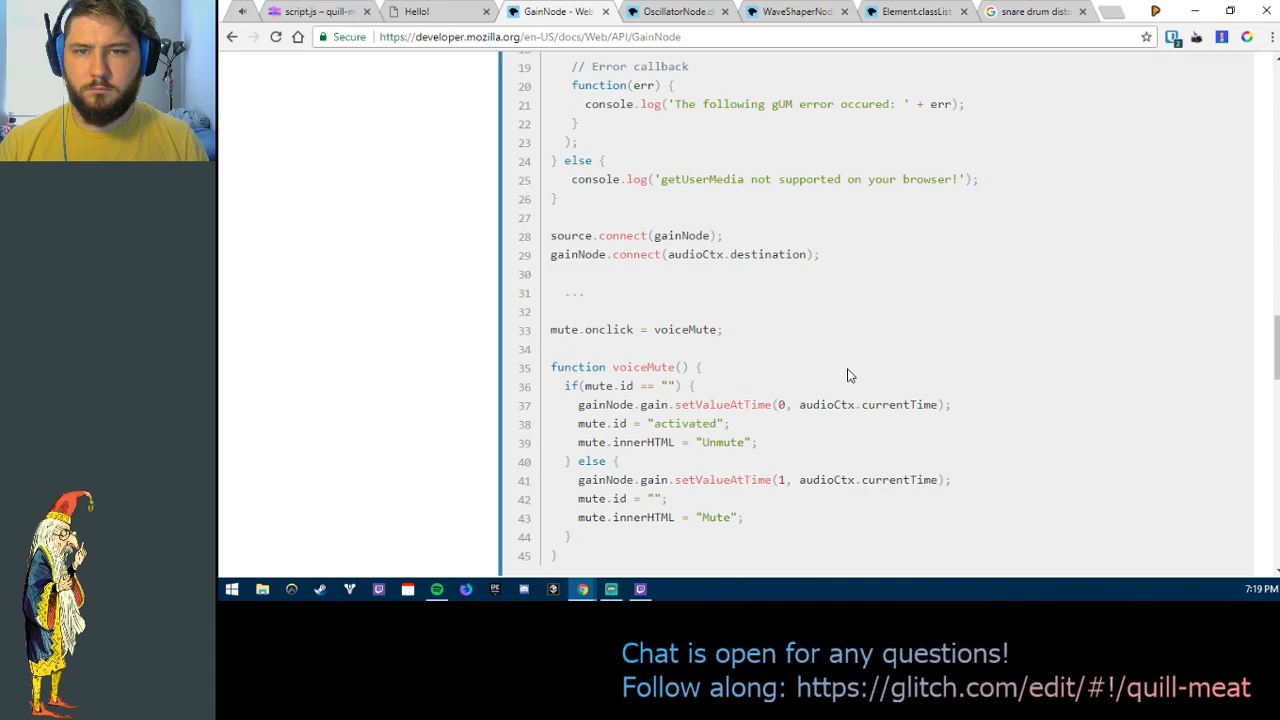 script.js – quill-m
Hello!
GainNode - Web
OscillatorNode.d
WaveShaperNod
Element.classList
snare drum disto
Secure
https://developer.mozilla.org/en-US/docs/Web/API/GainNode
19 // Error callback
20 function(err) {
21 console.log('The following gUM error occured: ' + err);
22 }
23 );
24 } else {
25 console.log('getUserMedia not supported on your browser!');
26 }
27
28 source.connect(gainNode);
29 gainNode.connect(audioCtx.destination);
30
31 ...
32
33 mute.onclick = voiceMute;
34
35 function voiceMute() {
36 if(mute.id == "") {
37 gainNode.gain.setValueAtTime(0, audioCtx.currentTime);
38 mute.id = "activated";
39 mute.innerHTML = "Unmute";
40 } else {
41 gainNode.gain.setValueAtTime(1, audioCtx.currentTime);
42 mute.id = "";
43 mute.innerHTML = "Mute";
44 }
45 }
7:19 PM
Chat is open for any questions!
Follow along: https://glitch.com/edit/#!/quill-meat